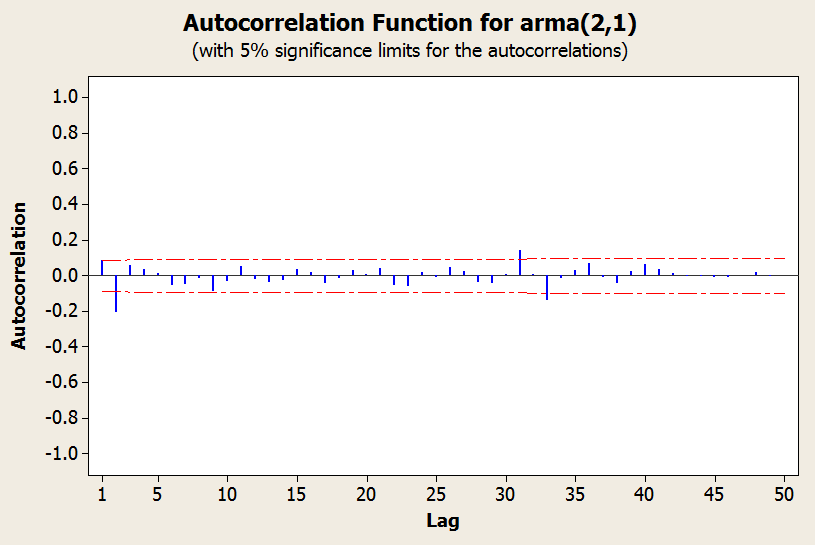 Autocorrelation Function for arma(2,1)
(with 5% significance limits for the autocorrelations)
1.0
0.8
0.6
0.4
0.2
0.0
-0.2
-0.4
-0.6
-0.8
-1.0
Autocorrelation
1 5 10 15 20 25 30 35 40 45 50
Lag